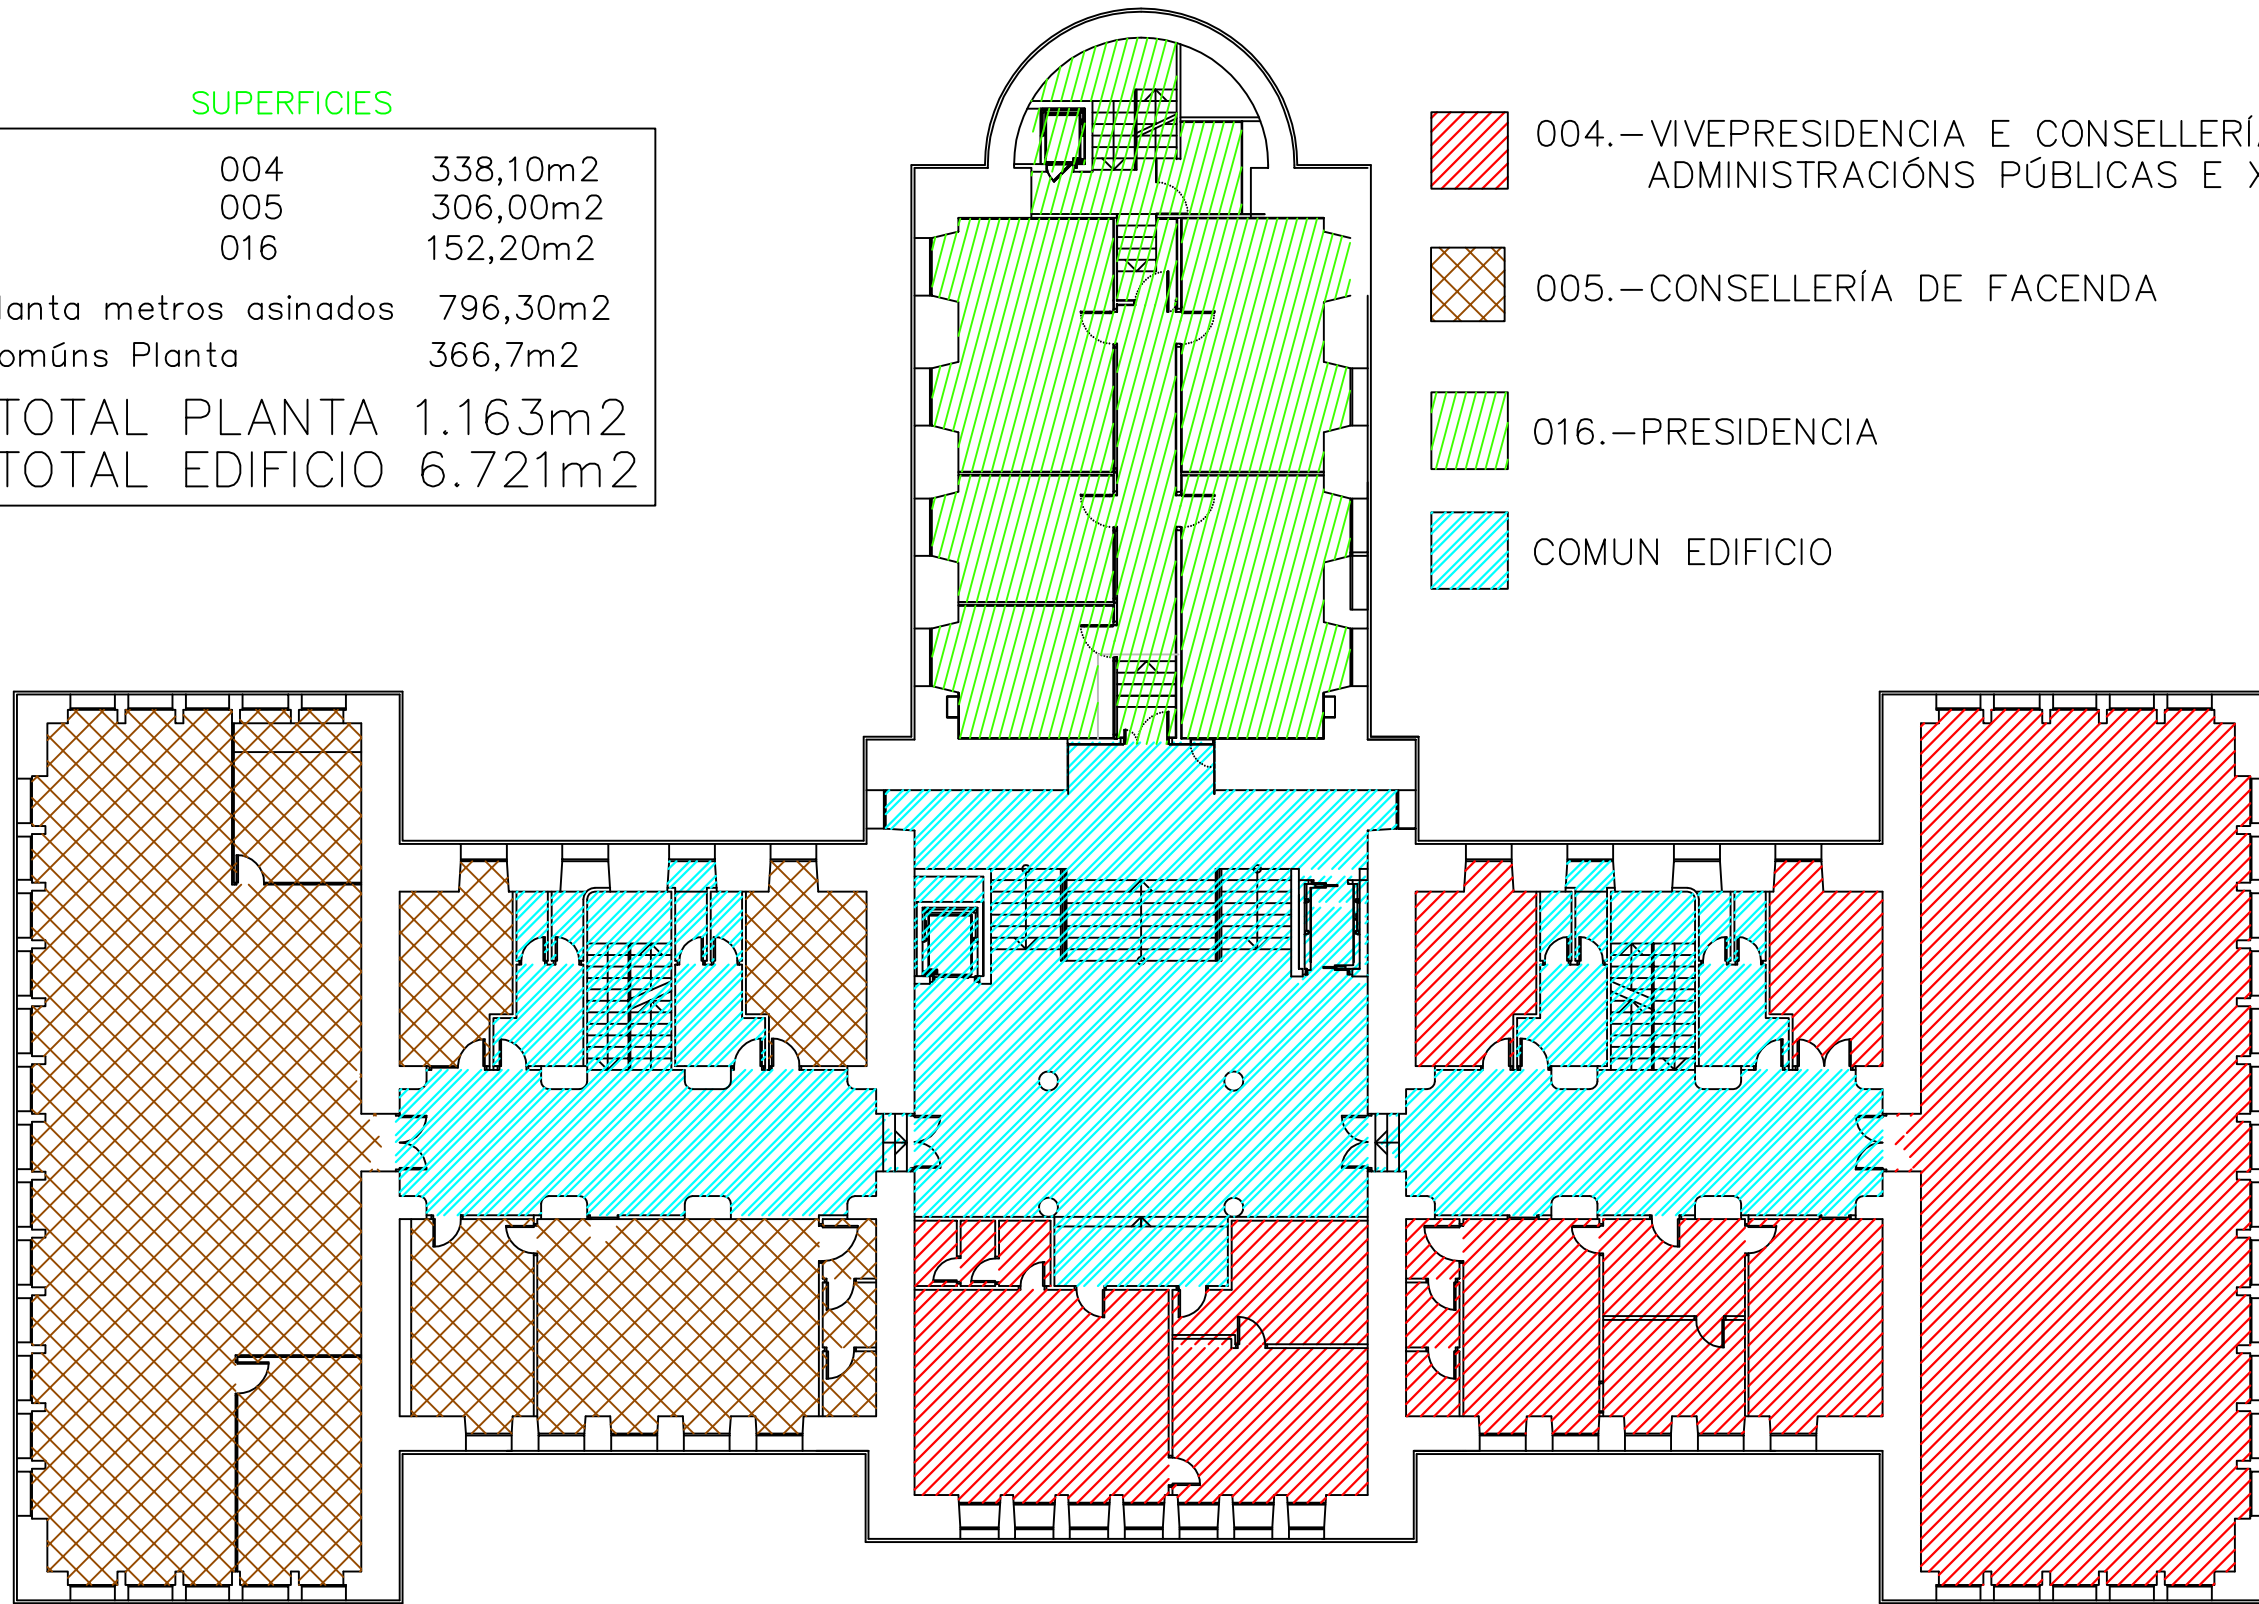 SUPERFICIES
004 338,10m2
005 306,00m2
016 152,20m2
lanta metros asinados 796,30m2
omúns Planta 366,7m2
TOTAL PLANTA 1.163m2
TOTAL EDIFICIO 6.721m2
004.-VIVEPRESIDENCIA E CONSELLERÍA
ADMINISTRACIÓNS PÚBLICAS E X
005.-CONSELLERÍA DE FACENDA
016.-PRESIDENCIA
COMUN EDIFICIO